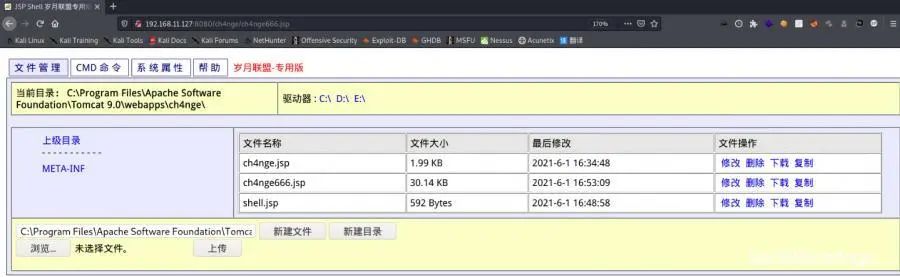 JSP Shell 岁月联盟专用版
192.168.11.127:8080/ch4nge/ch4nge666.jsp
170%
Kali Linux Kali Training Kali Tools Kali Docs Kali Forums NetHunter Offensive Security Exploit-DB GHDB MSFU Nessus Acunetix 翻译
文 件 管 理 CMD 命 令 系 统 属 性 帮 助 岁月联盟-专用版
当前目录: C:\Program Files\Apache Software
Foundation\Tomcat 9.0\webapps\ch4nge\
驱动器 : C:\ D:\ E:\
上级目录
- - - - - - - - - - - -
META-INF
文件名称 文件大小 最后修改 文件操作
ch4nge.jsp 1.99 KB 2021-6-1 16:34:48 修改 删除 下载 复制
ch4nge666.jsp 30.14 KB 2021-6-1 16:53:09 修改 删除 下载 复制
shell.jsp 592 Bytes 2021-6-1 16:48:58 修改 删除 下载 复制
C:\Program Files\Apache Software Foundation\Tomca 新建文件 新建目录
浏览... 未选择文件。 上传